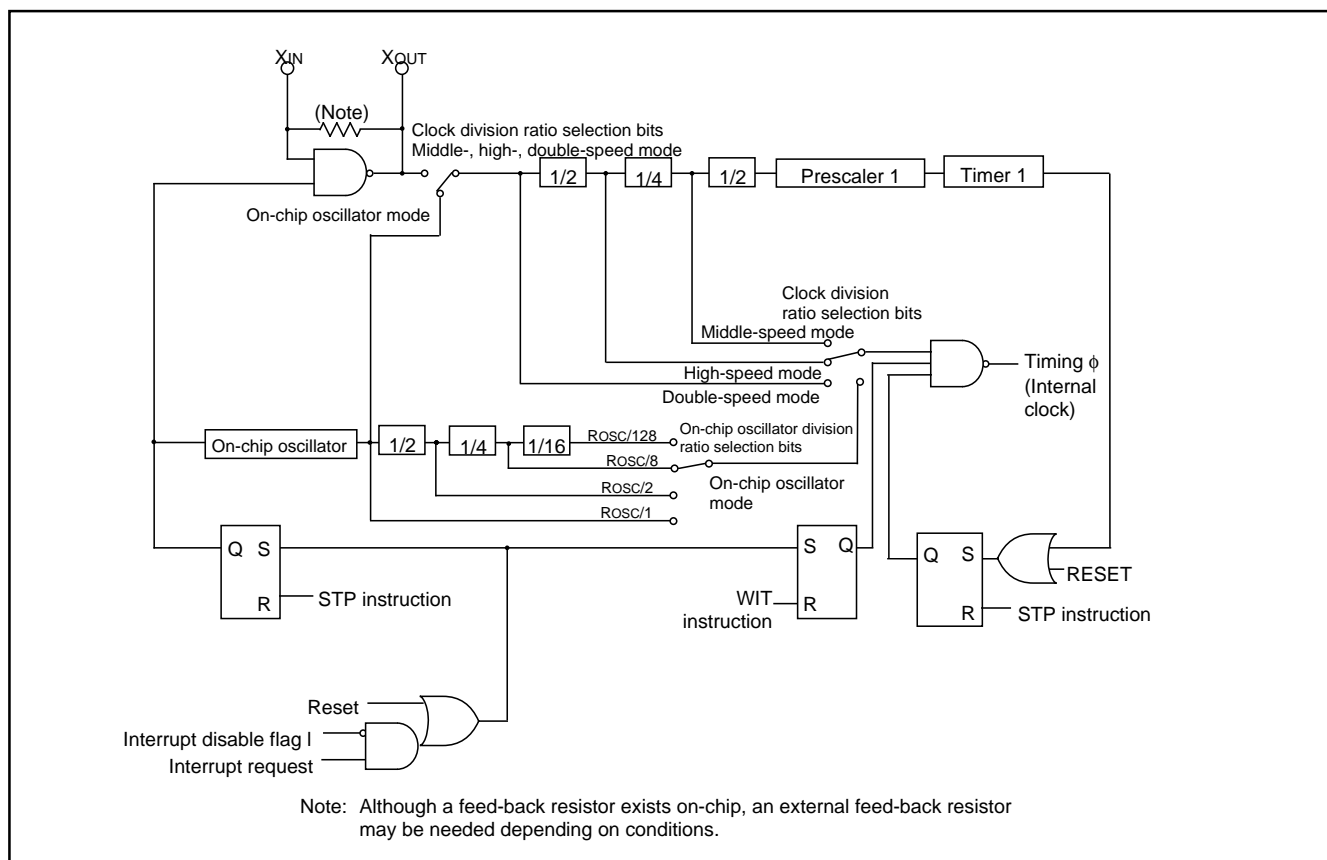 XIN XOUT
(Note)
Clock division ratio selection bits
Middle-, high-, double-speed mode
1/2 1/4 1/2 Prescaler 1 Timer 1
On-chip oscillator mode
Clock division
ratio selection bits
Middle-speed mode
High-speed mode
Double-speed mode
Timing ϕ
(Internal
clock)
On-chip oscillator 1/2 1/4 1/16 ROSC/128
ROSC/8
ROSC/2
ROSC/1
On-chip oscillator division
ratio selection bits
On-chip oscillator
mode
Q S
R
STP instruction
S Q
R
WIT
instruction
Q S
R
RESET
STP instruction
Reset
Interrupt disable flag I
Interrupt request
Note: Although a feed-back resistor exists on-chip, an external feed-back resistor
may be needed depending on conditions.